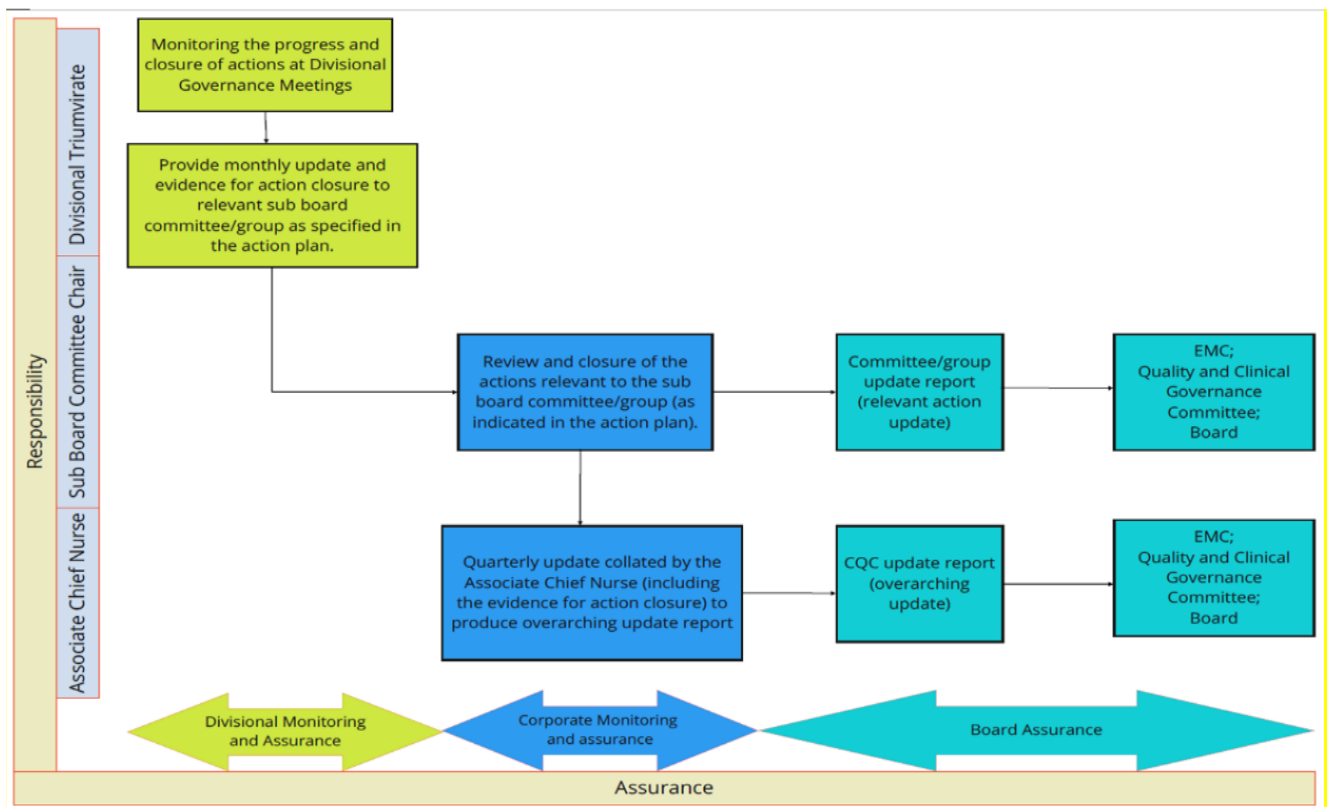 Responsibility
Divisional Triumvirate
Sub Board Committee Chair
Associate Chief Nurse
Monitoring the progress and
closure of actions at Divisional
Governance Meetings
Provide monthly update and
evidence for action closure to
relevant sub board
committee/group as specified in
the action plan.
Review and closure of the
actions relevant to the sub
board committee/group (as
indicated in the action plan).
Committee/group
update report
(relevant action
update)
EMC;
Quality and Clinical
Governance
Committee;
Board
Quarterly update collated by the
Associate Chief Nurse (including
the evidence for action closure) to
produce overarching update report
CQC update report
(overarching
update)
EMC;
Quality and Clinical
Governance
Committee;
Board
Divisional Monitoring
and Assurance
Corporate Monitoring
and assurance
Board Assurance
Assurance